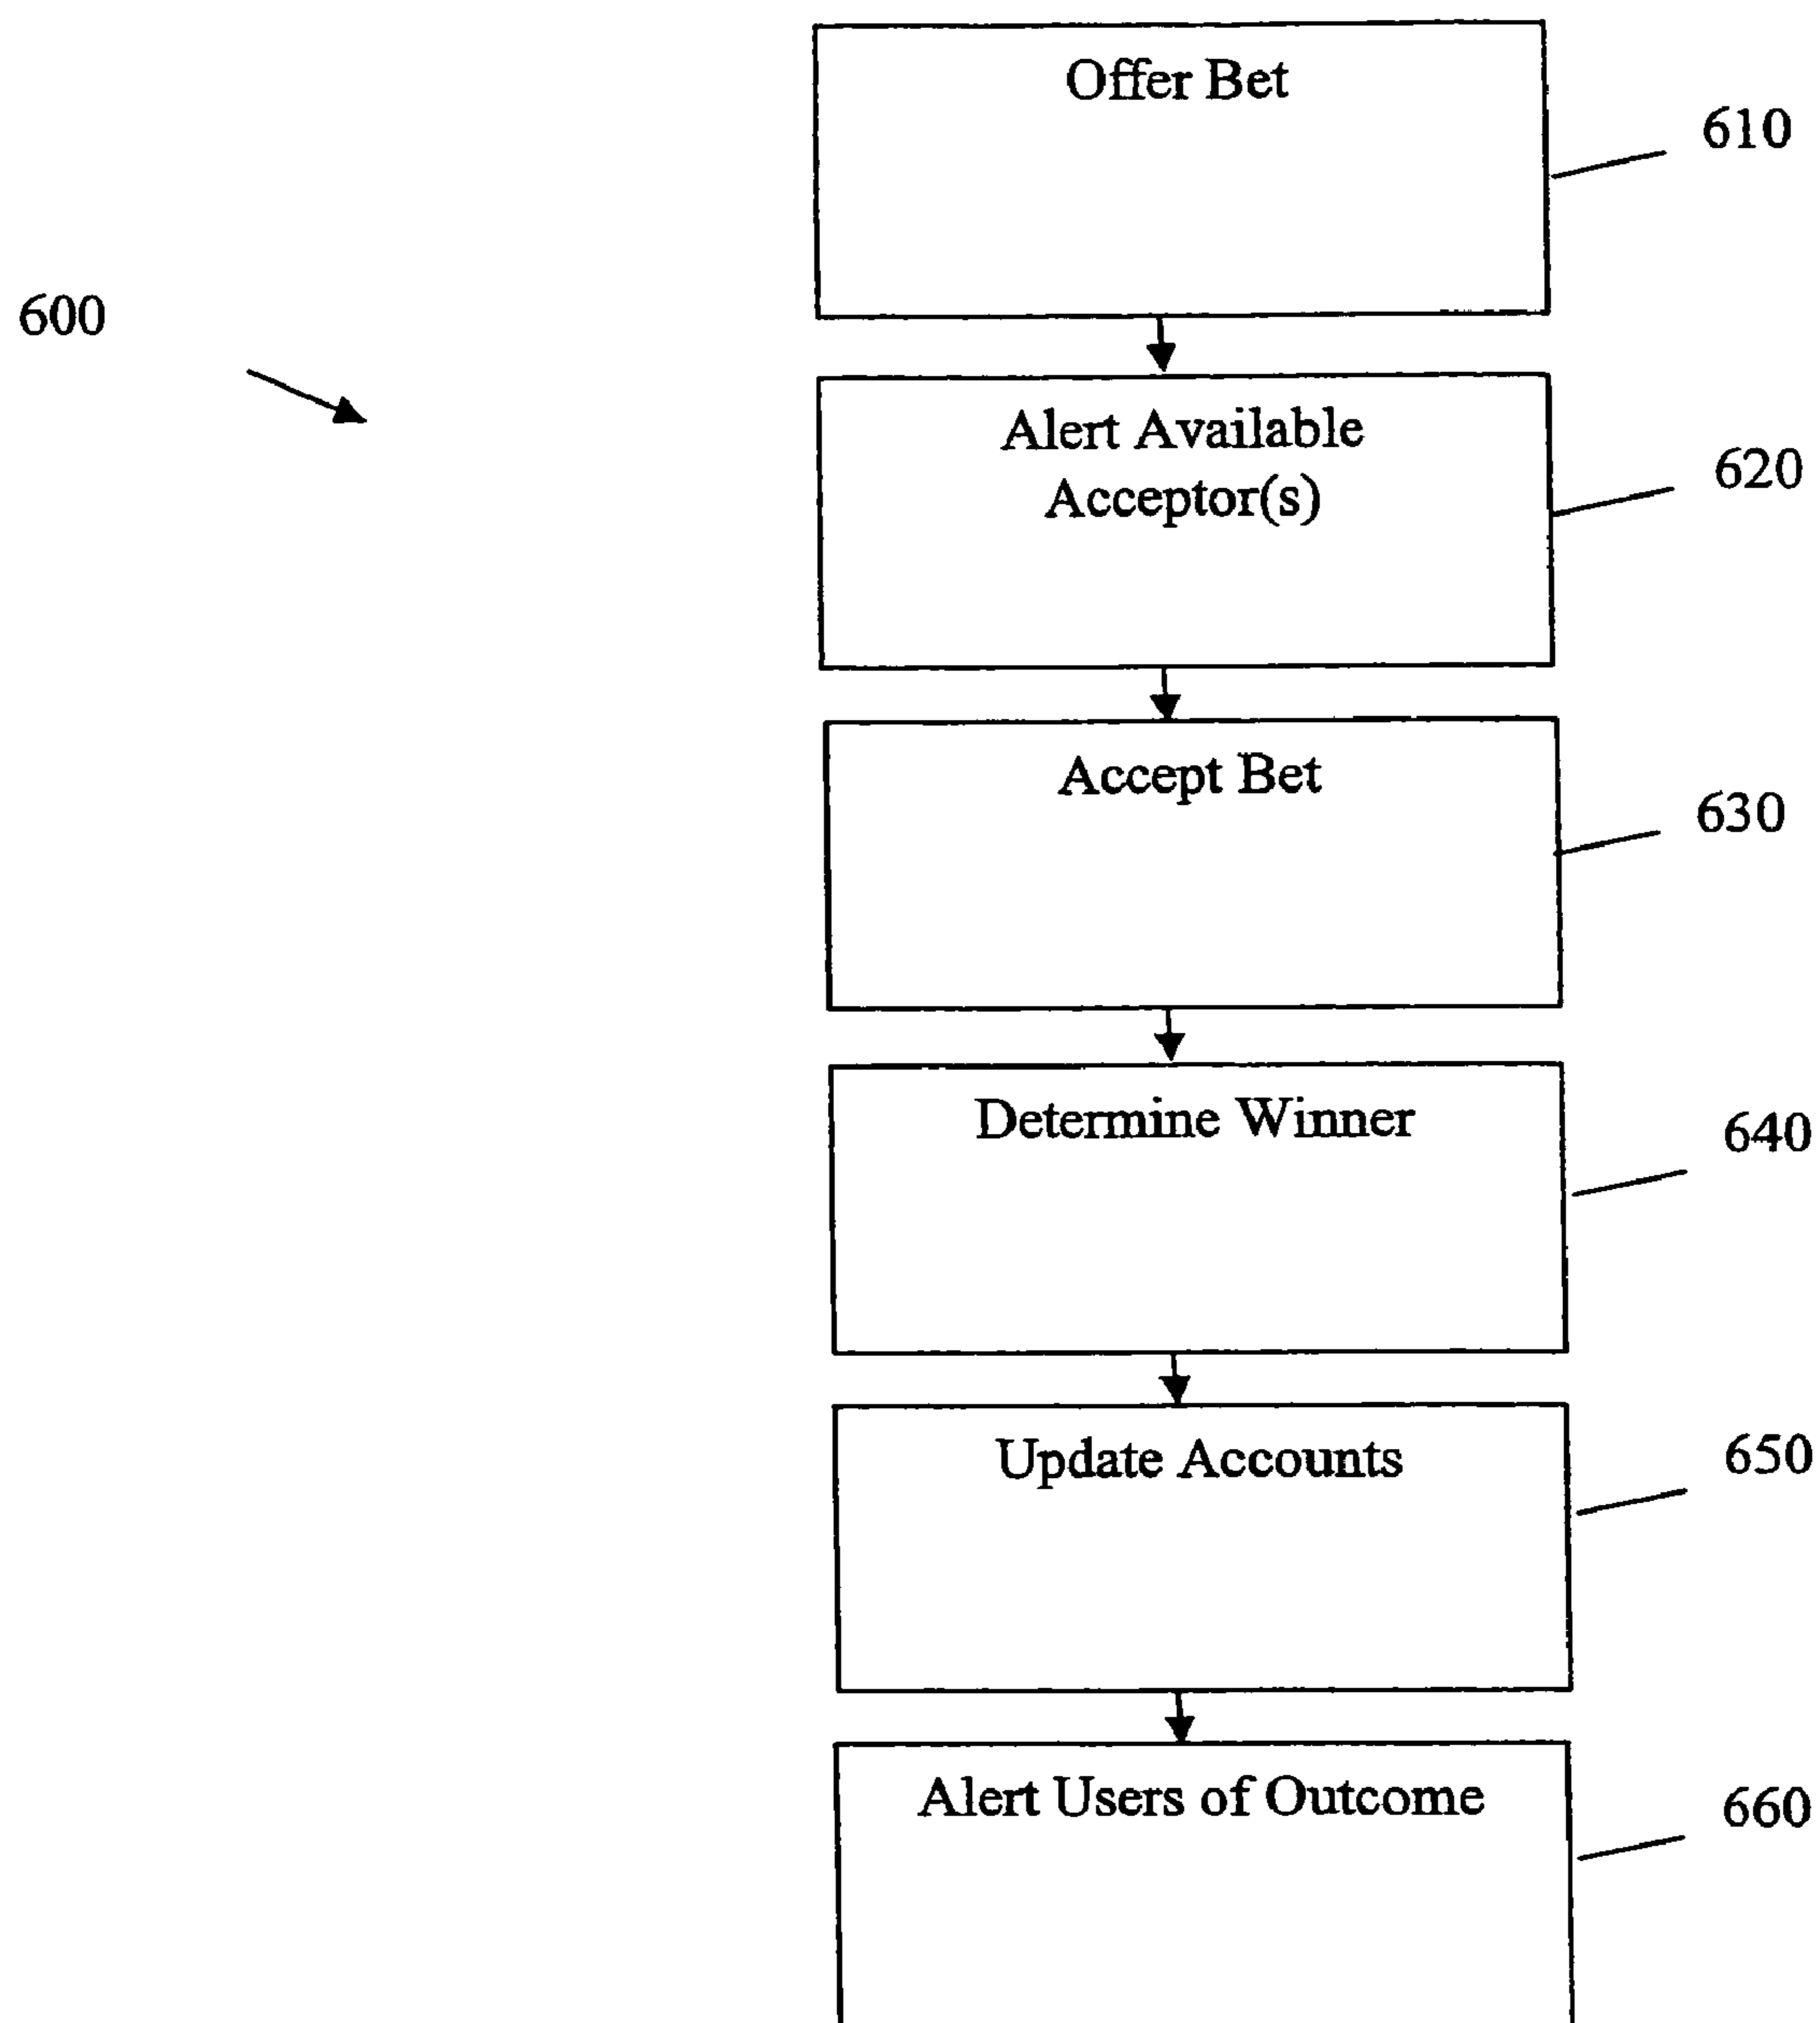 Offer Bet
610
600
Alert Available
Acceptor(s)
620
Accept Bet
630
Determine Winner
640
Update Accounts
650
Alert Users of Outcome
660